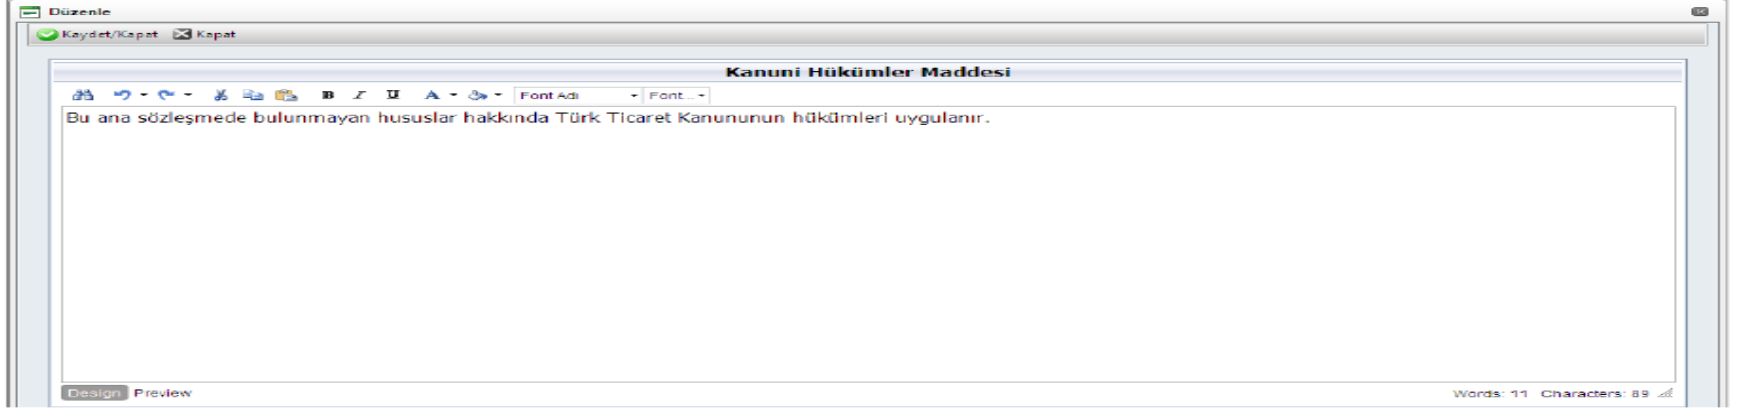 Düzenle
Kaydet/Kapat Kapat
Kanuni Hükümler Maddesi
B I U A Font Adı Font...
Bu ana sözleşmede bulunmayan hususlar hakkında Türk Ticaret Kanununun hükümleri uygulanır.
Design Preview Words: 11 Characters: 89